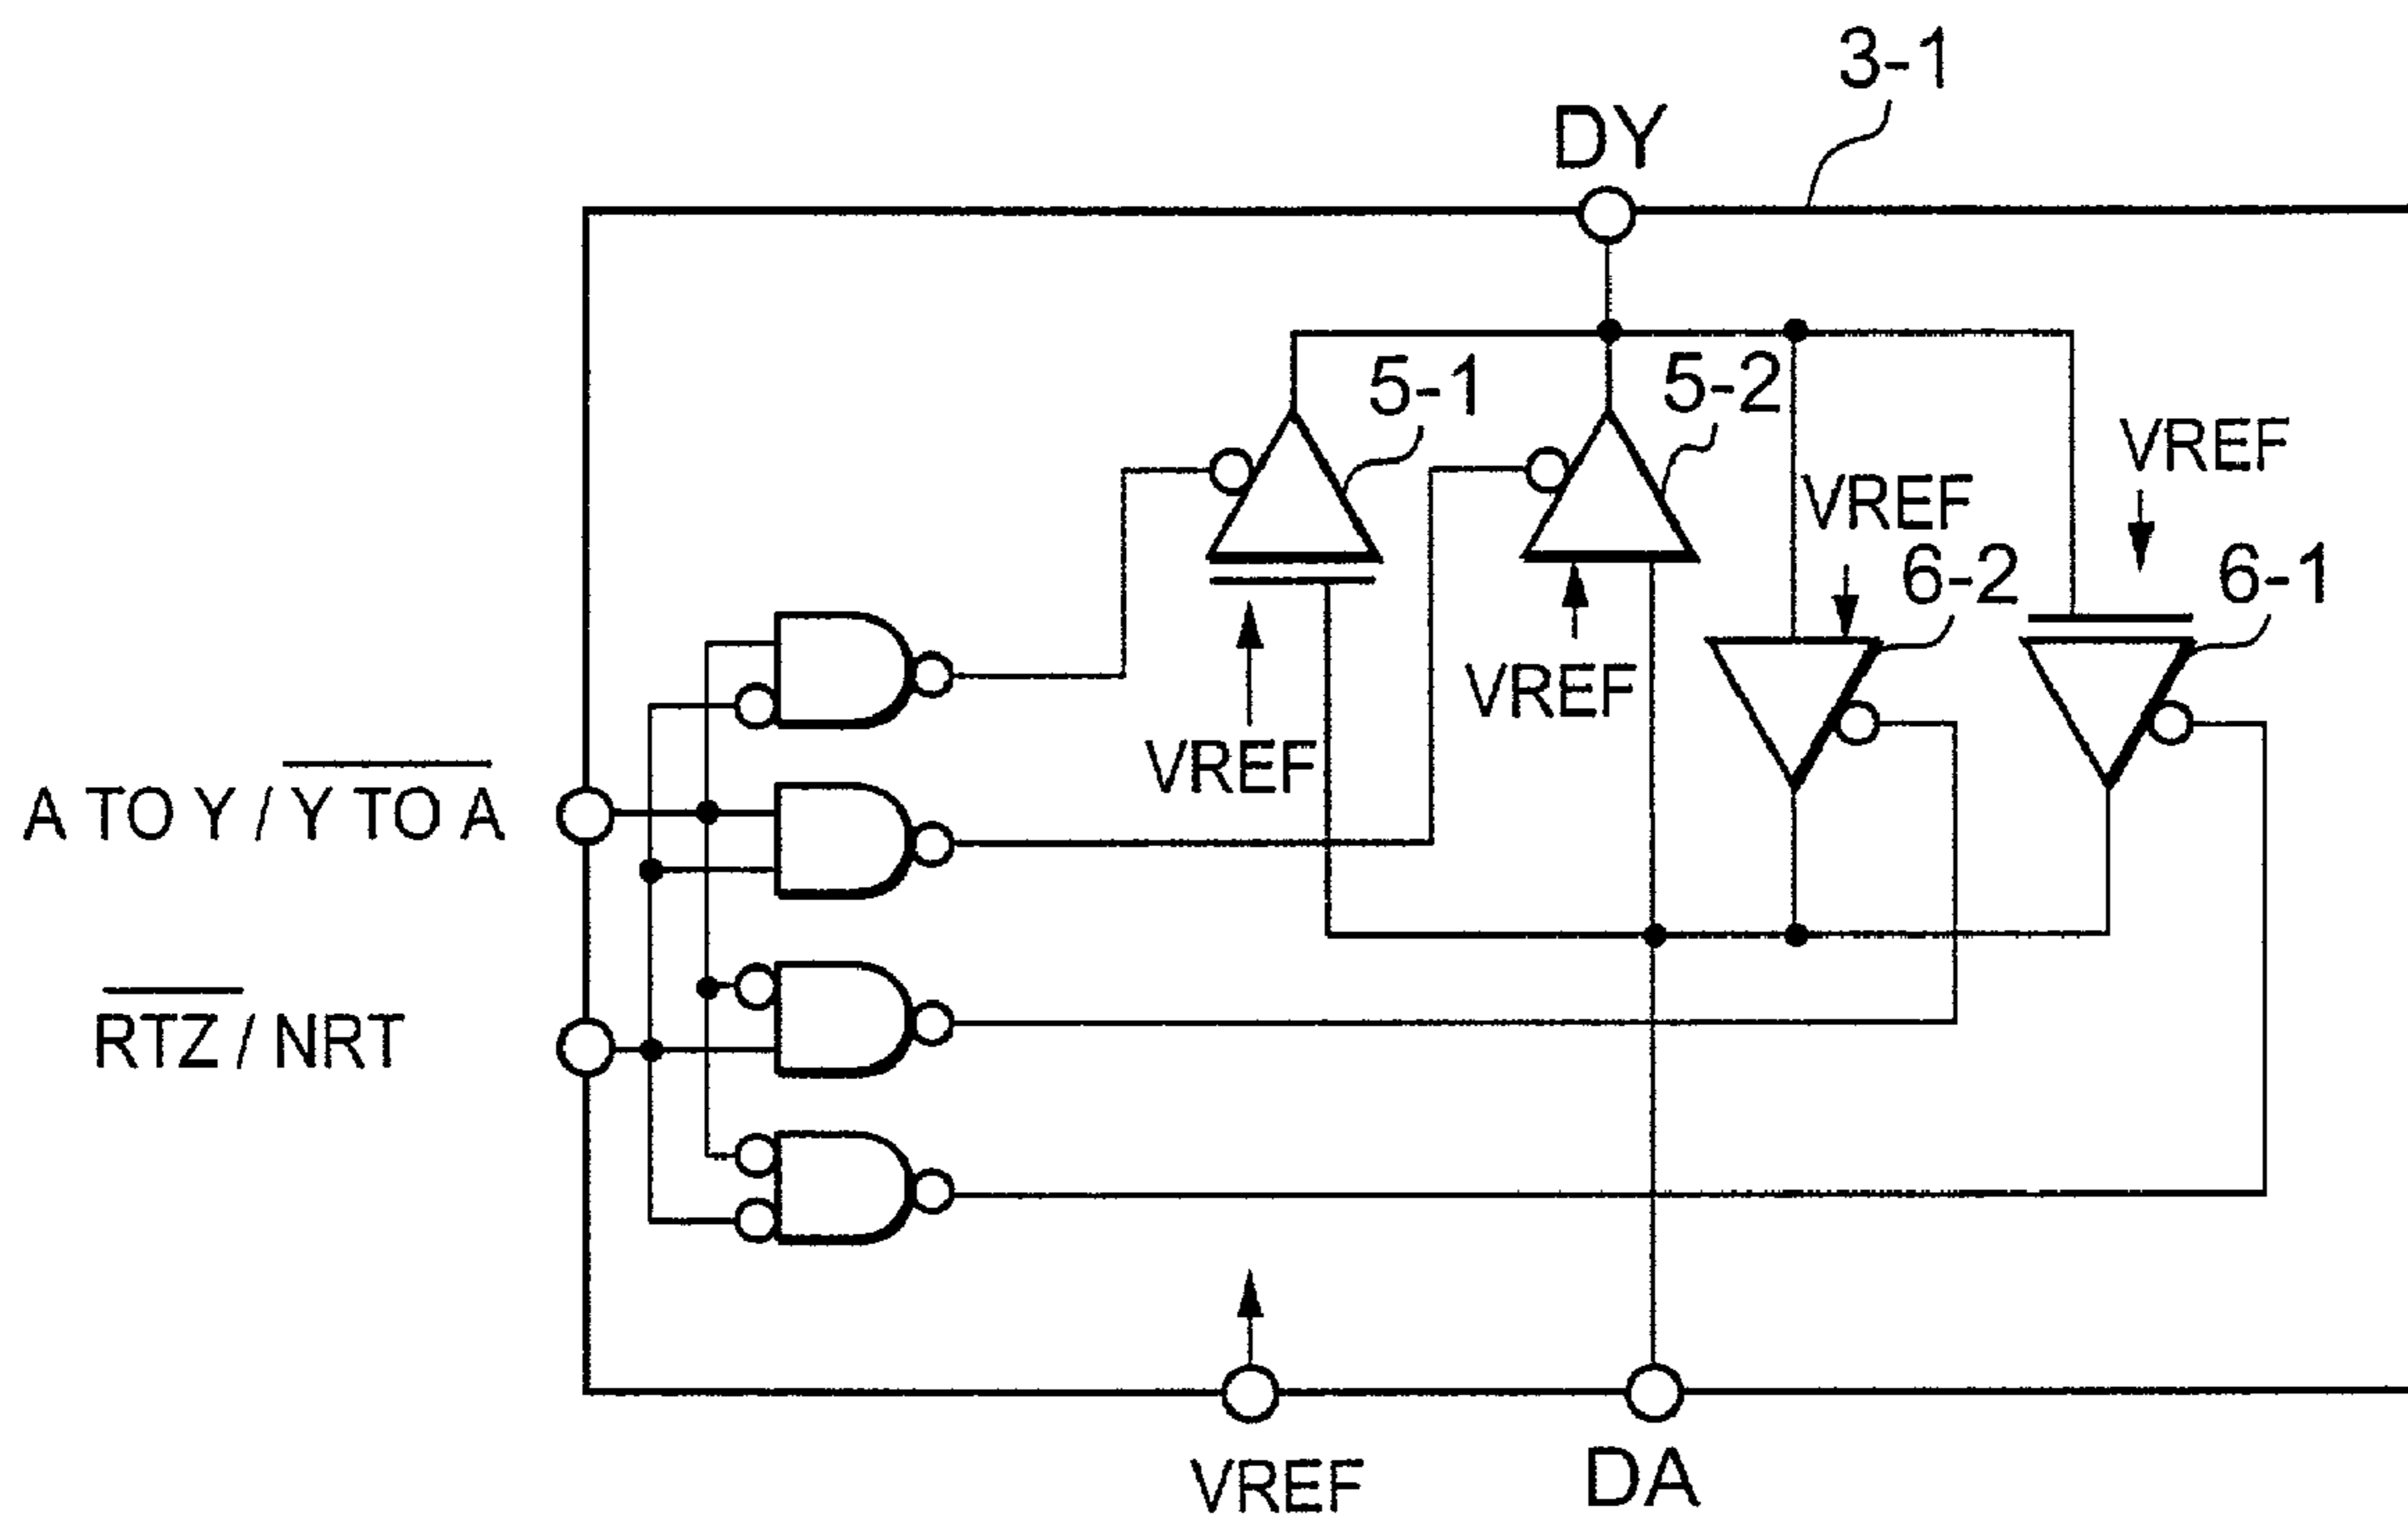 3-1
DY
5-1
5-2
VREF
VREF
6-2
6-1
VREF
VREF
A TO Y / Y TO A
RTZ / NRT
VREF
DA